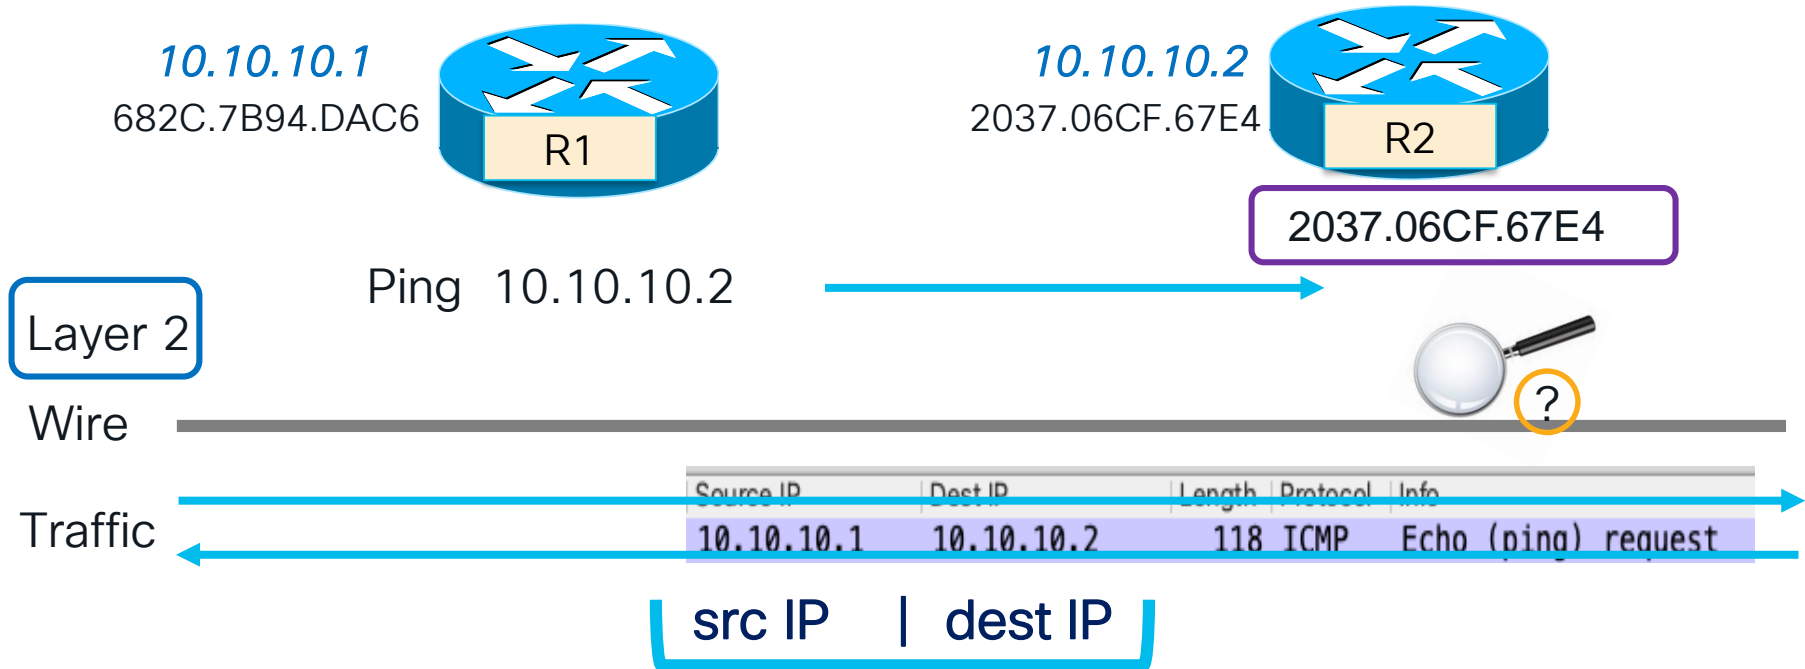 10.10.10.1
682C.7B94.DAC6
R1
10.10.10.2
2037.06CF.67E4
R2
2037.06CF.67E4
Ping 10.10.10.2
Layer 2
?
Wire
Traffic
Source IP Dest IP Length Protocol Info
10.10.10.1 10.10.10.2 118 ICMP Echo (ping) request
src IP | dest IP